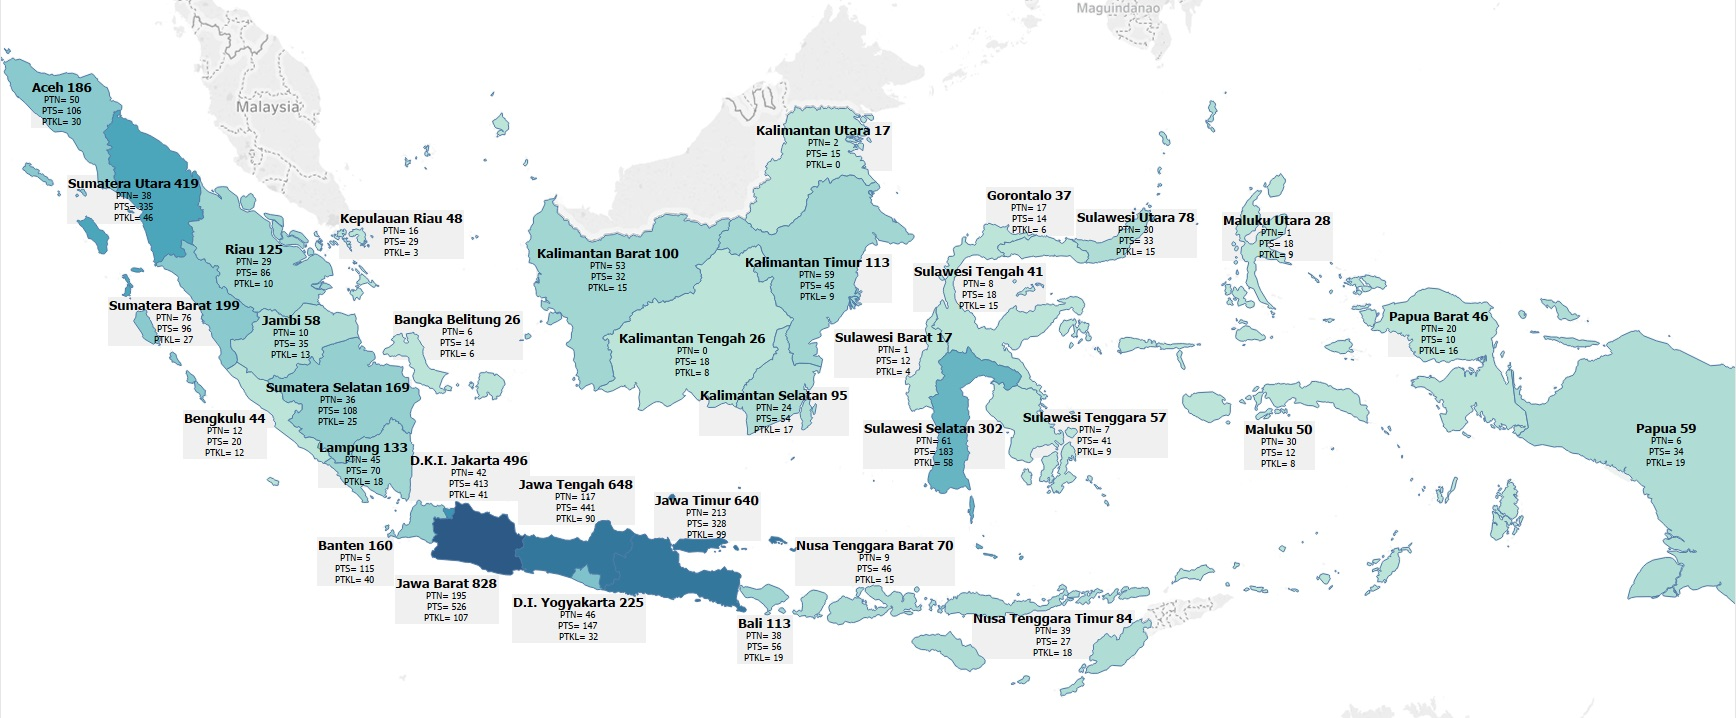 Maguindanao
Malaysia
Aceh 186
PTN= 50
PTS= 106
PTKL= 30
Sumatera Utara 419
PTN= 38
PTS= 335
PTKL= 46
Kepulauan Riau 48
PTN= 16
PTS= 29
PTKL= 3
Riau 125
PTN= 29
PTS= 86
PTKL= 10
Sumatera Barat 199
PTN= 76
PTS= 96
PTKL= 27
Jambi 58
PTN= 10
PTS= 35
PTKL= 13
Bangka Belitung 26
PTN= 6
PTS= 14
PTKL= 6
Sumatera Selatan 169
PTN= 36
PTS= 108
PTKL= 25
Bengkulu 44
PTN= 12
PTS= 20
PTKL= 12
Lampung 133
PTN= 45
PTS= 70
PTKL= 18
D.K.I. Jakarta 496
PTN= 42
PTS= 413
PTKL= 41
Jawa Tengah 648
PTN= 117
PTS= 441
PTKL= 90
Jawa Timur 640
PTN= 213
PTS= 328
PTKL= 99
Banten 160
PTN= 5
PTS= 115
PTKL= 40
Jawa Barat 828
PTN= 195
PTS= 526
PTKL= 107
D.I. Yogyakarta 225
PTN= 46
PTS= 147
PTKL= 32
Bali 113
PTN= 38
PTS= 56
PTKL= 19
Nusa Tenggara Barat 70
PTN= 9
PTS= 46
PTKL= 15
Nusa Tenggara Timur 84
PTN= 39
PTS= 27
PTKL= 18
Kalimantan Utara 17
PTN= 2
PTS= 15
PTKL= 0
Kalimantan Barat 100
PTN= 53
PTS= 32
PTKL= 15
Kalimantan Timur 113
PTN= 59
PTS= 45
PTKL= 9
Kalimantan Tengah 26
PTN= 0
PTS= 18
PTKL= 8
Kalimantan Selatan 95
PTN= 24
PTS= 54
PTKL= 17
Gorontalo 37
PTN= 17
PTS= 14
PTKL= 6
Sulawesi Utara 78
PTN= 30
PTS= 33
PTKL= 15
Sulawesi Tengah 41
PTN= 8
PTS= 18
PTKL= 15
Sulawesi Barat 17
PTN= 1
PTS= 12
PTKL= 4
Sulawesi Selatan 302
PTN= 61
PTS= 183
PTKL= 58
Sulawesi Tenggara 57
PTN= 7
PTS= 41
PTKL= 9
Maluku Utara 28
PTN= 1
PTS= 18
PTKL= 9
Maluku 50
PTN= 30
PTS= 12
PTKL= 8
Papua Barat 46
PTN= 20
PTS= 10
PTKL= 16
Papua 59
PTN= 6
PTS= 34
PTKL= 19